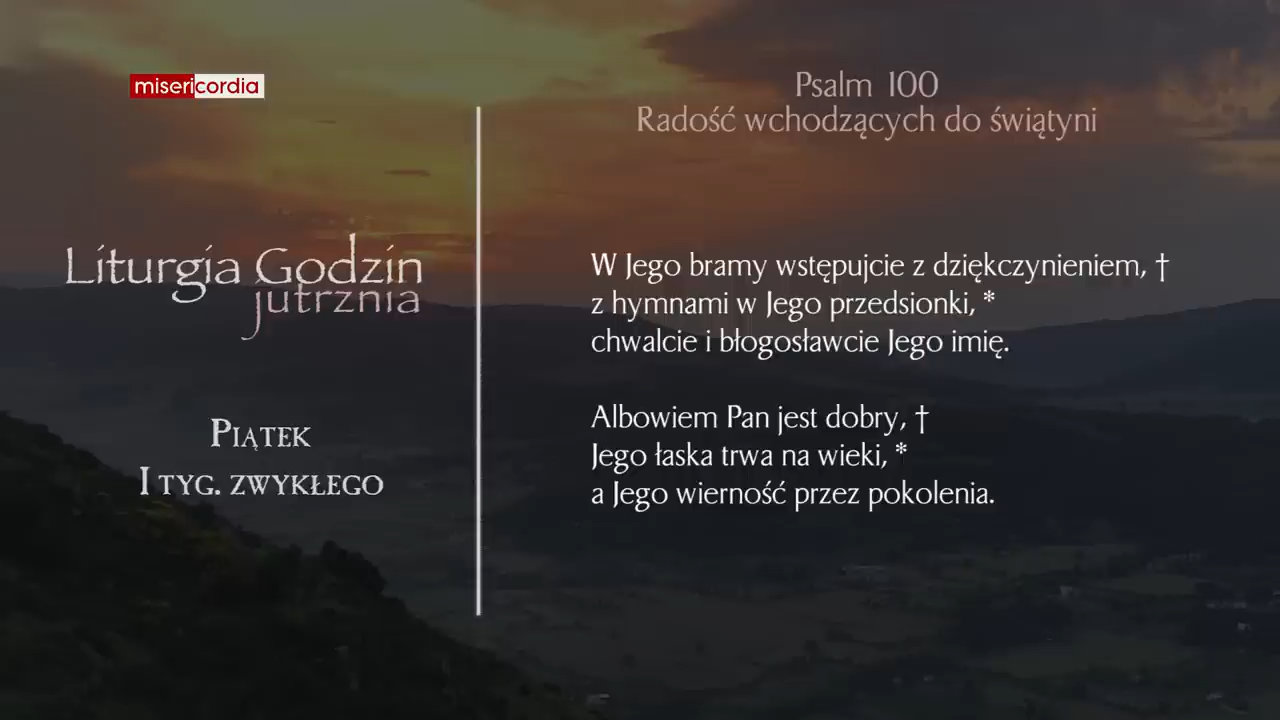 misericordia
Liturgia Godzin
jutrznia
Piątek
I tyg. zwykłego
Psalm 100
Radość wchodzących do świątyni
W Jego bramy wstępujcie z dziękczynieniem, †
z hymnami w Jego przedsionki, *
chwalcie i błogosławcie Jego imię.
Albowiem Pan jest dobry, †
Jego łaska trwa na wieki, *
a Jego wierność przez pokolenia.